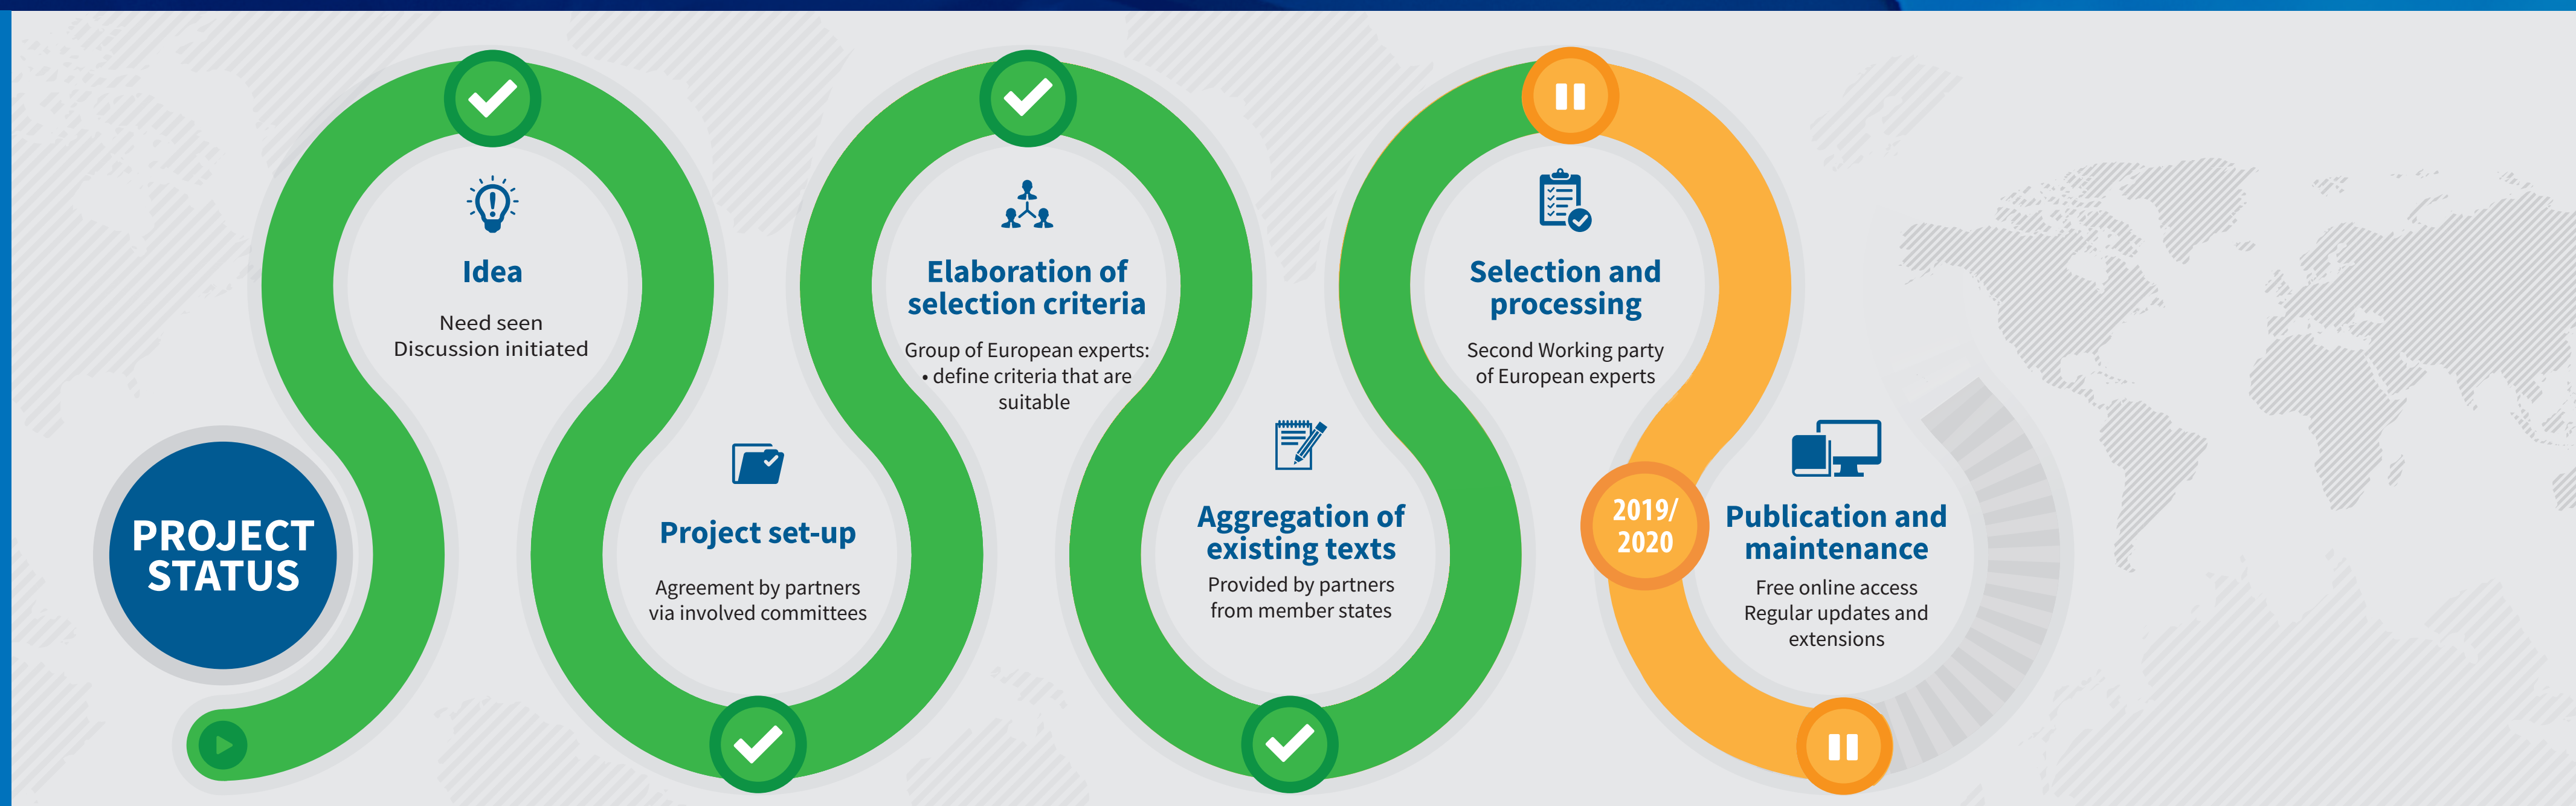 PROJECT
STATUS
Idea
Need seen
Discussion initiated
Project set-up
Agreement by partners
via involved committees
Elaboration of
selection criteria
Group of European experts:
• define criteria that are
suitable
Aggregation of
existing texts
Provided by partners
from member states
Selection and
processing
Second Working party
of European experts
2019/
2020
Publication and
maintenance
Free online access
Regular updates and
extensions